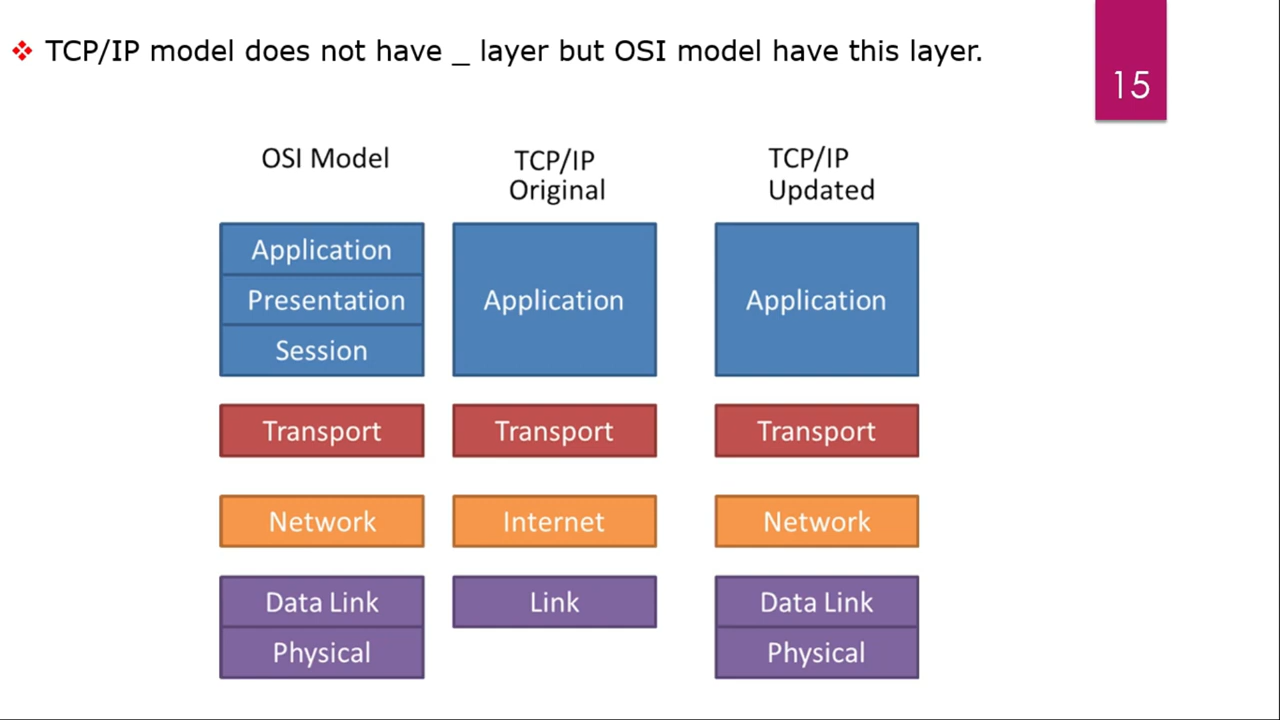 ❖ TCP/IP model does not have _ layer but OSI model have this layer.
15
OSI Model
TCP/IP
Original
TCP/IP
Updated
Application
Presentation
Session
Application
Application
Transport
Transport
Transport
Network
Internet
Network
Data Link
Link
Data Link
Physical
Physical